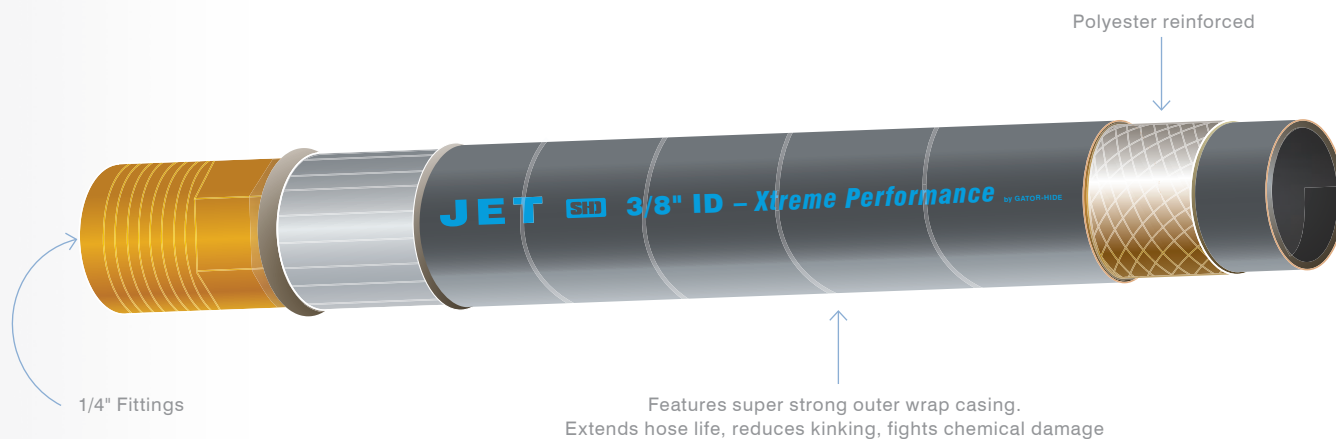 Polyester reinforced
JET SHD 3/8" ID – Xtreme Performance by GATOR-HIDE
1/4" Fittings
Features super strong outer wrap casing.
Extends hose life, reduces kinking, fights chemical damage